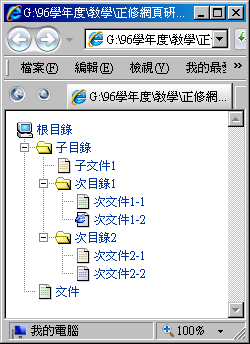 G:\96學年度\教學\正修網頁研...
G:\96學年度\教學\正
檔案(F) 編輯(E) 檢視(V) 我的最
G:\96學年度\教學\正修網...
根目錄
子目錄
子文件1
次目錄1
次文件1-1
次文件1-2
次目錄2
次文件2-1
次文件2-2
文件
我的電腦 100%